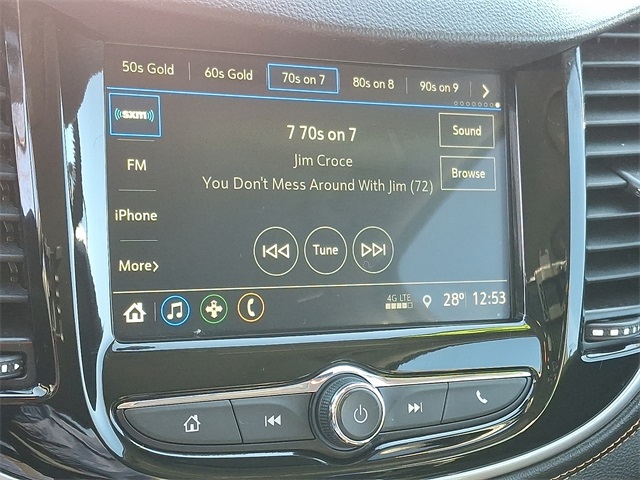 50s Gold 60s Gold 70s on 7 80s on 8 90s on 9
((sxm))
7 70s on 7
Sound
FM
Jim Croce
You Don't Mess Around With Jim (72)
Browse
iPhone
Tune
More
4G LTE
28° 12:53